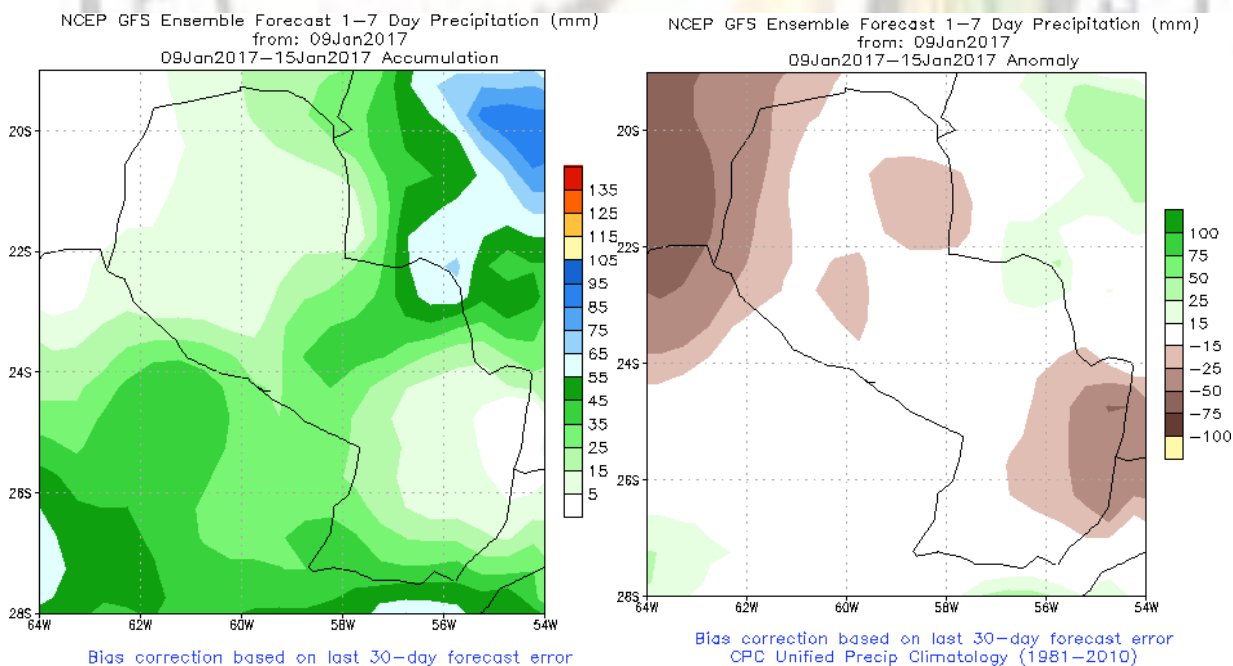 NCEP GFS Ensemble Forecast 1-7 Day Precipitation (mm)
from: 09Jan2017
09Jan2017-15Jan2017 Accumulation
20S
22S
24S
26S
28S
64W
62W
60W
58W
56W
54W
135
125
115
105
95
85
75
65
55
45
35
25
15
5
Bias correction based on last 30-day forecast error
NCEP GFS Ensemble Forecast 1-7 Day Precipitation (mm)
from: 09Jan2017
09Jan2017-15Jan2017 Anomaly
20S
22S
24S
26S
28S
64W
62W
60W
58W
56W
54W
100
75
50
25
15
-15
-25
-50
-75
-100
Bias correction based on last 30-day forecast error
CPC Unified Precip Climatology (1981-2010)